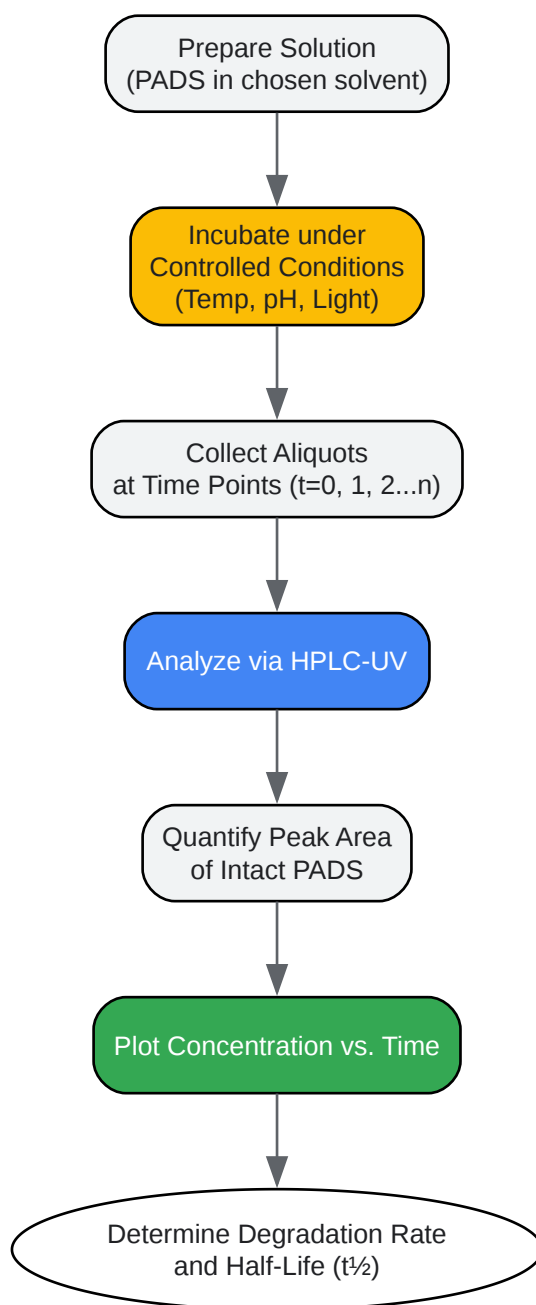 Prepare Solution
(PADS in chosen solvent)
Incubate under
Controlled Conditions
(Temp, pH, Light)
Collect Aliquots
at Time Points (t=0, 1, 2...n)
Analyze via HPLC-UV
Quantify Peak Area
of Intact PADS
Plot Concentration vs. Time
Determine Degradation Rate
and Half-Life (t½)